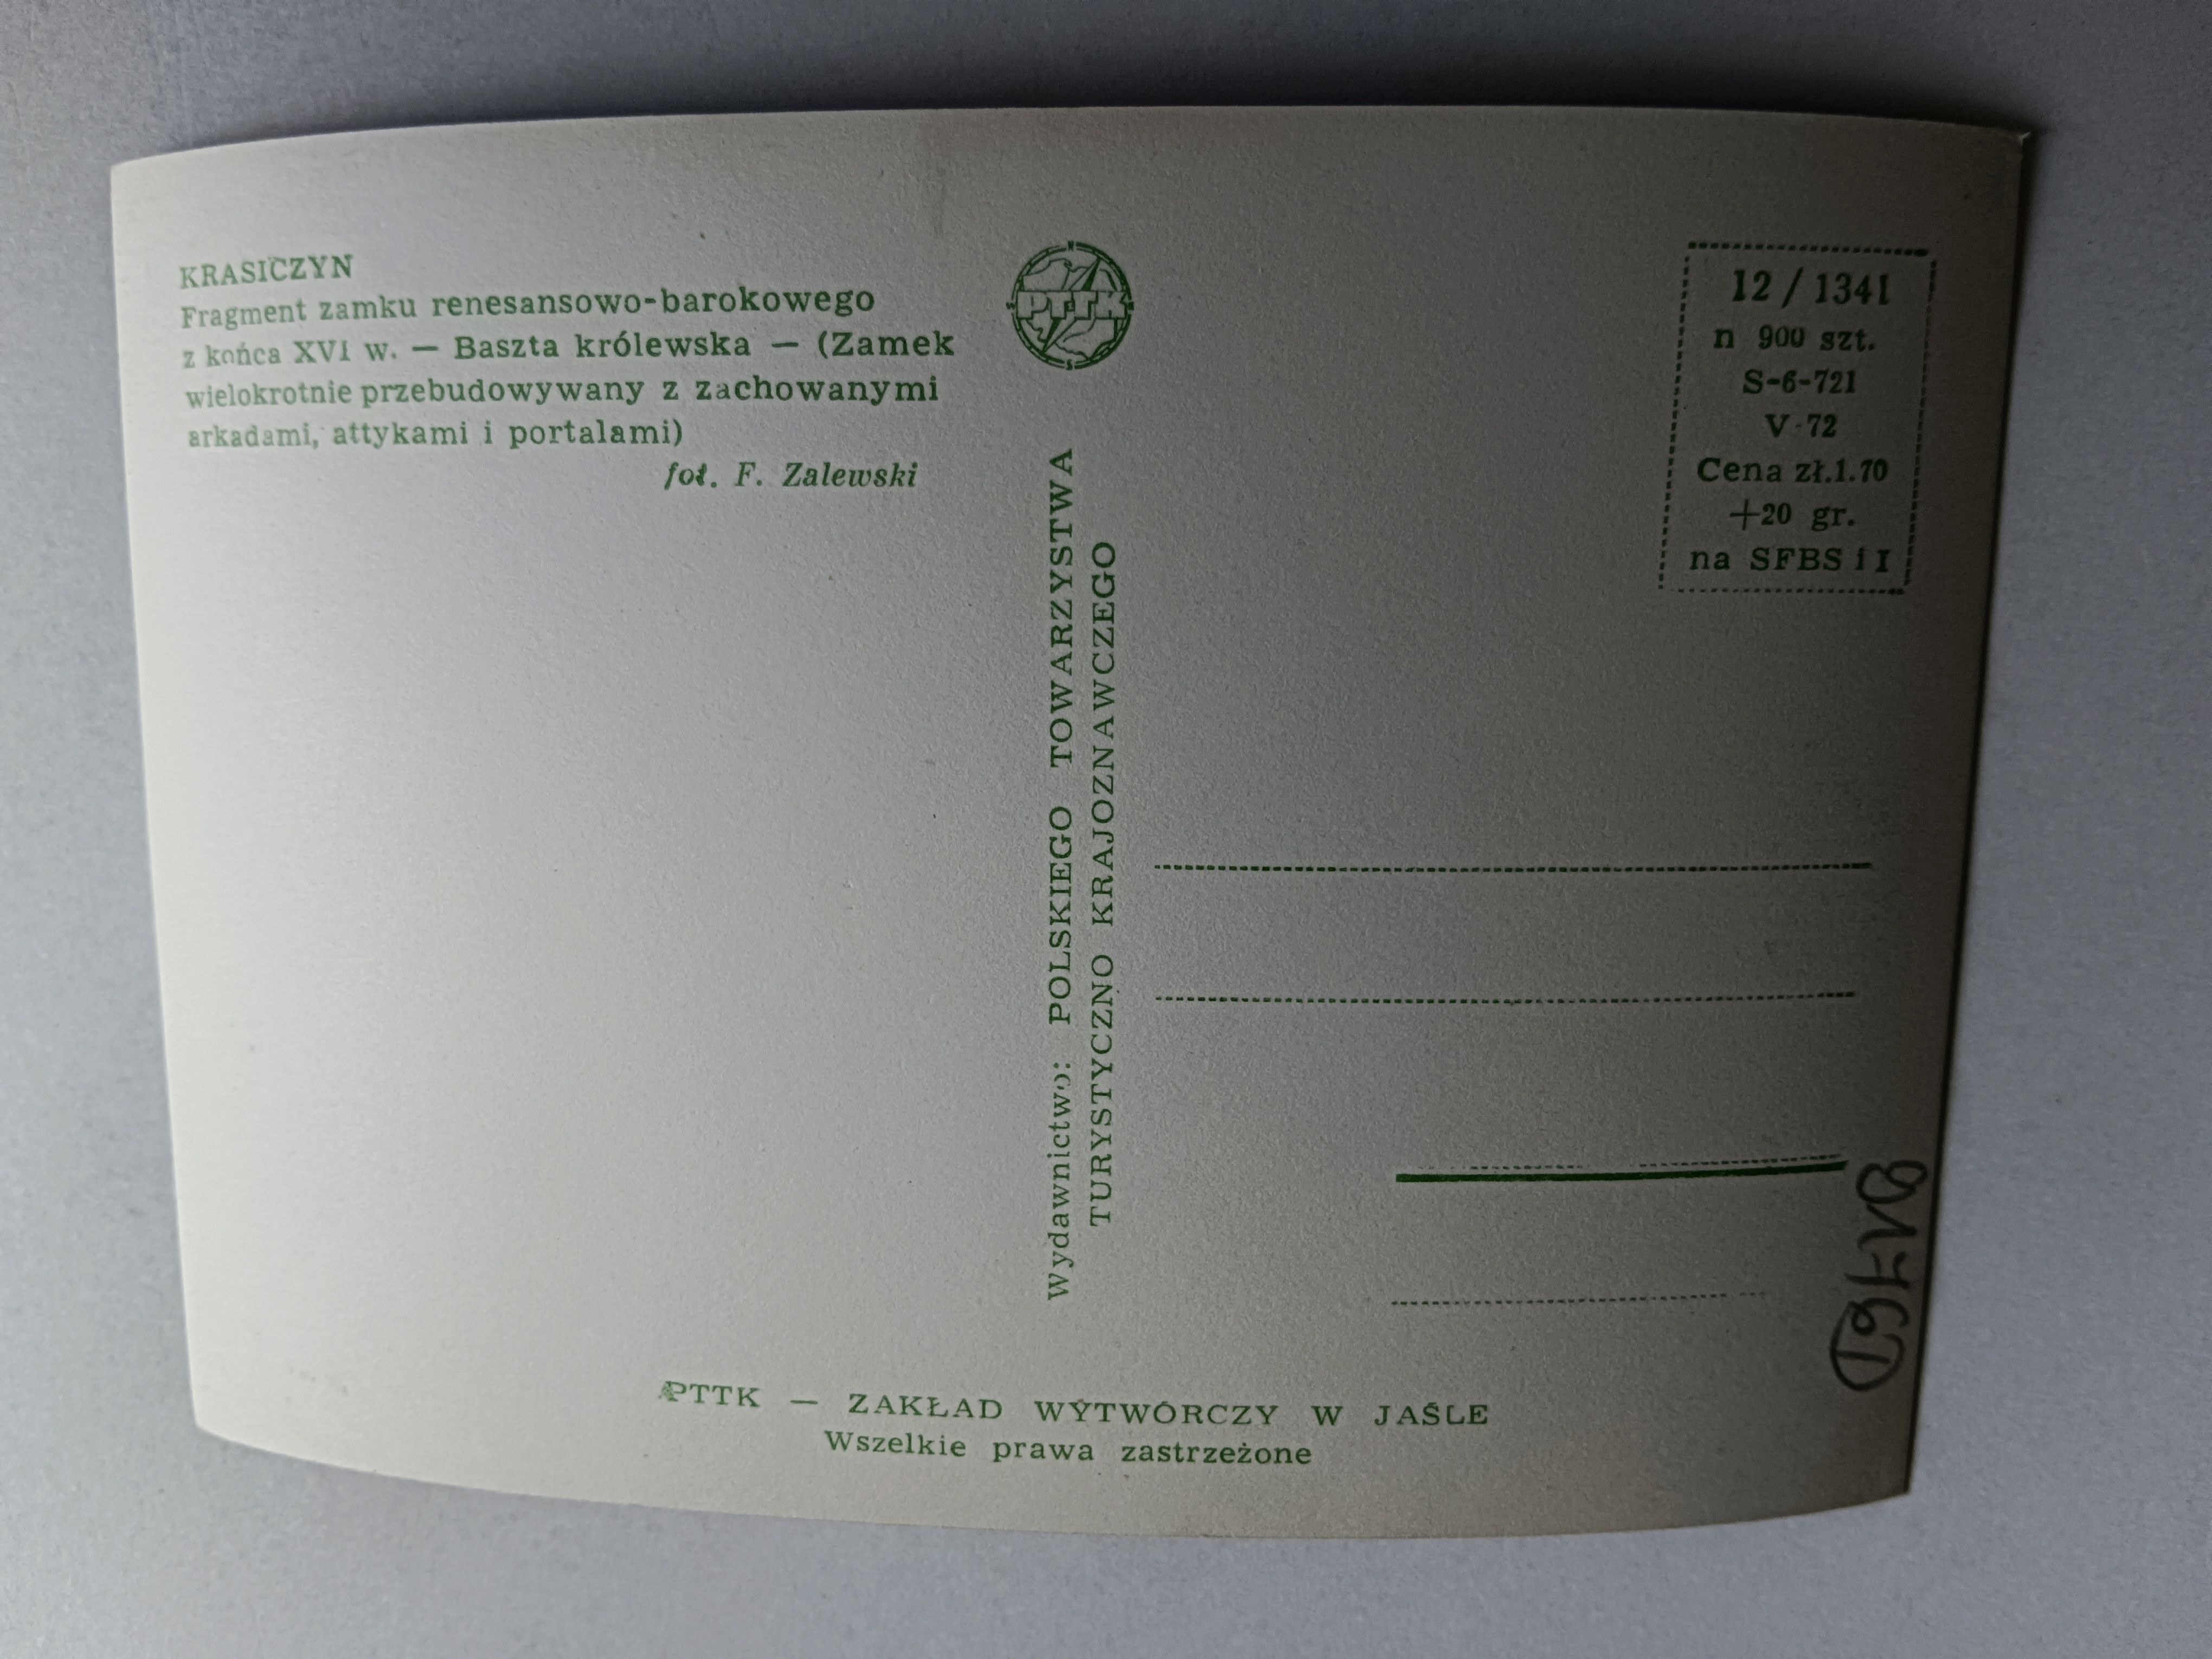 KRASICZYN
Fragment zamku renesansowo-barokowego
z końca XVI w. — Baszta królewska — (Zamek
wielokrotnie przebudowywany z zachowanymi
arkadami, attykami i portalami)
fot. F. Zalewski
PTTK
Wydawnictwo: POLSKIEGO TOWARZYSTWA
TURYSTYCZNO KRAJOZNAWCZEGO
12/1341
n 900 szt.
S-6-721
V-72
Cena zł.1.70
+20 gr.
na SFBS i I
PTTK — ZAKŁAD WYTWÓRCZY W JAŚLE
Wszelkie prawa zastrzeżone